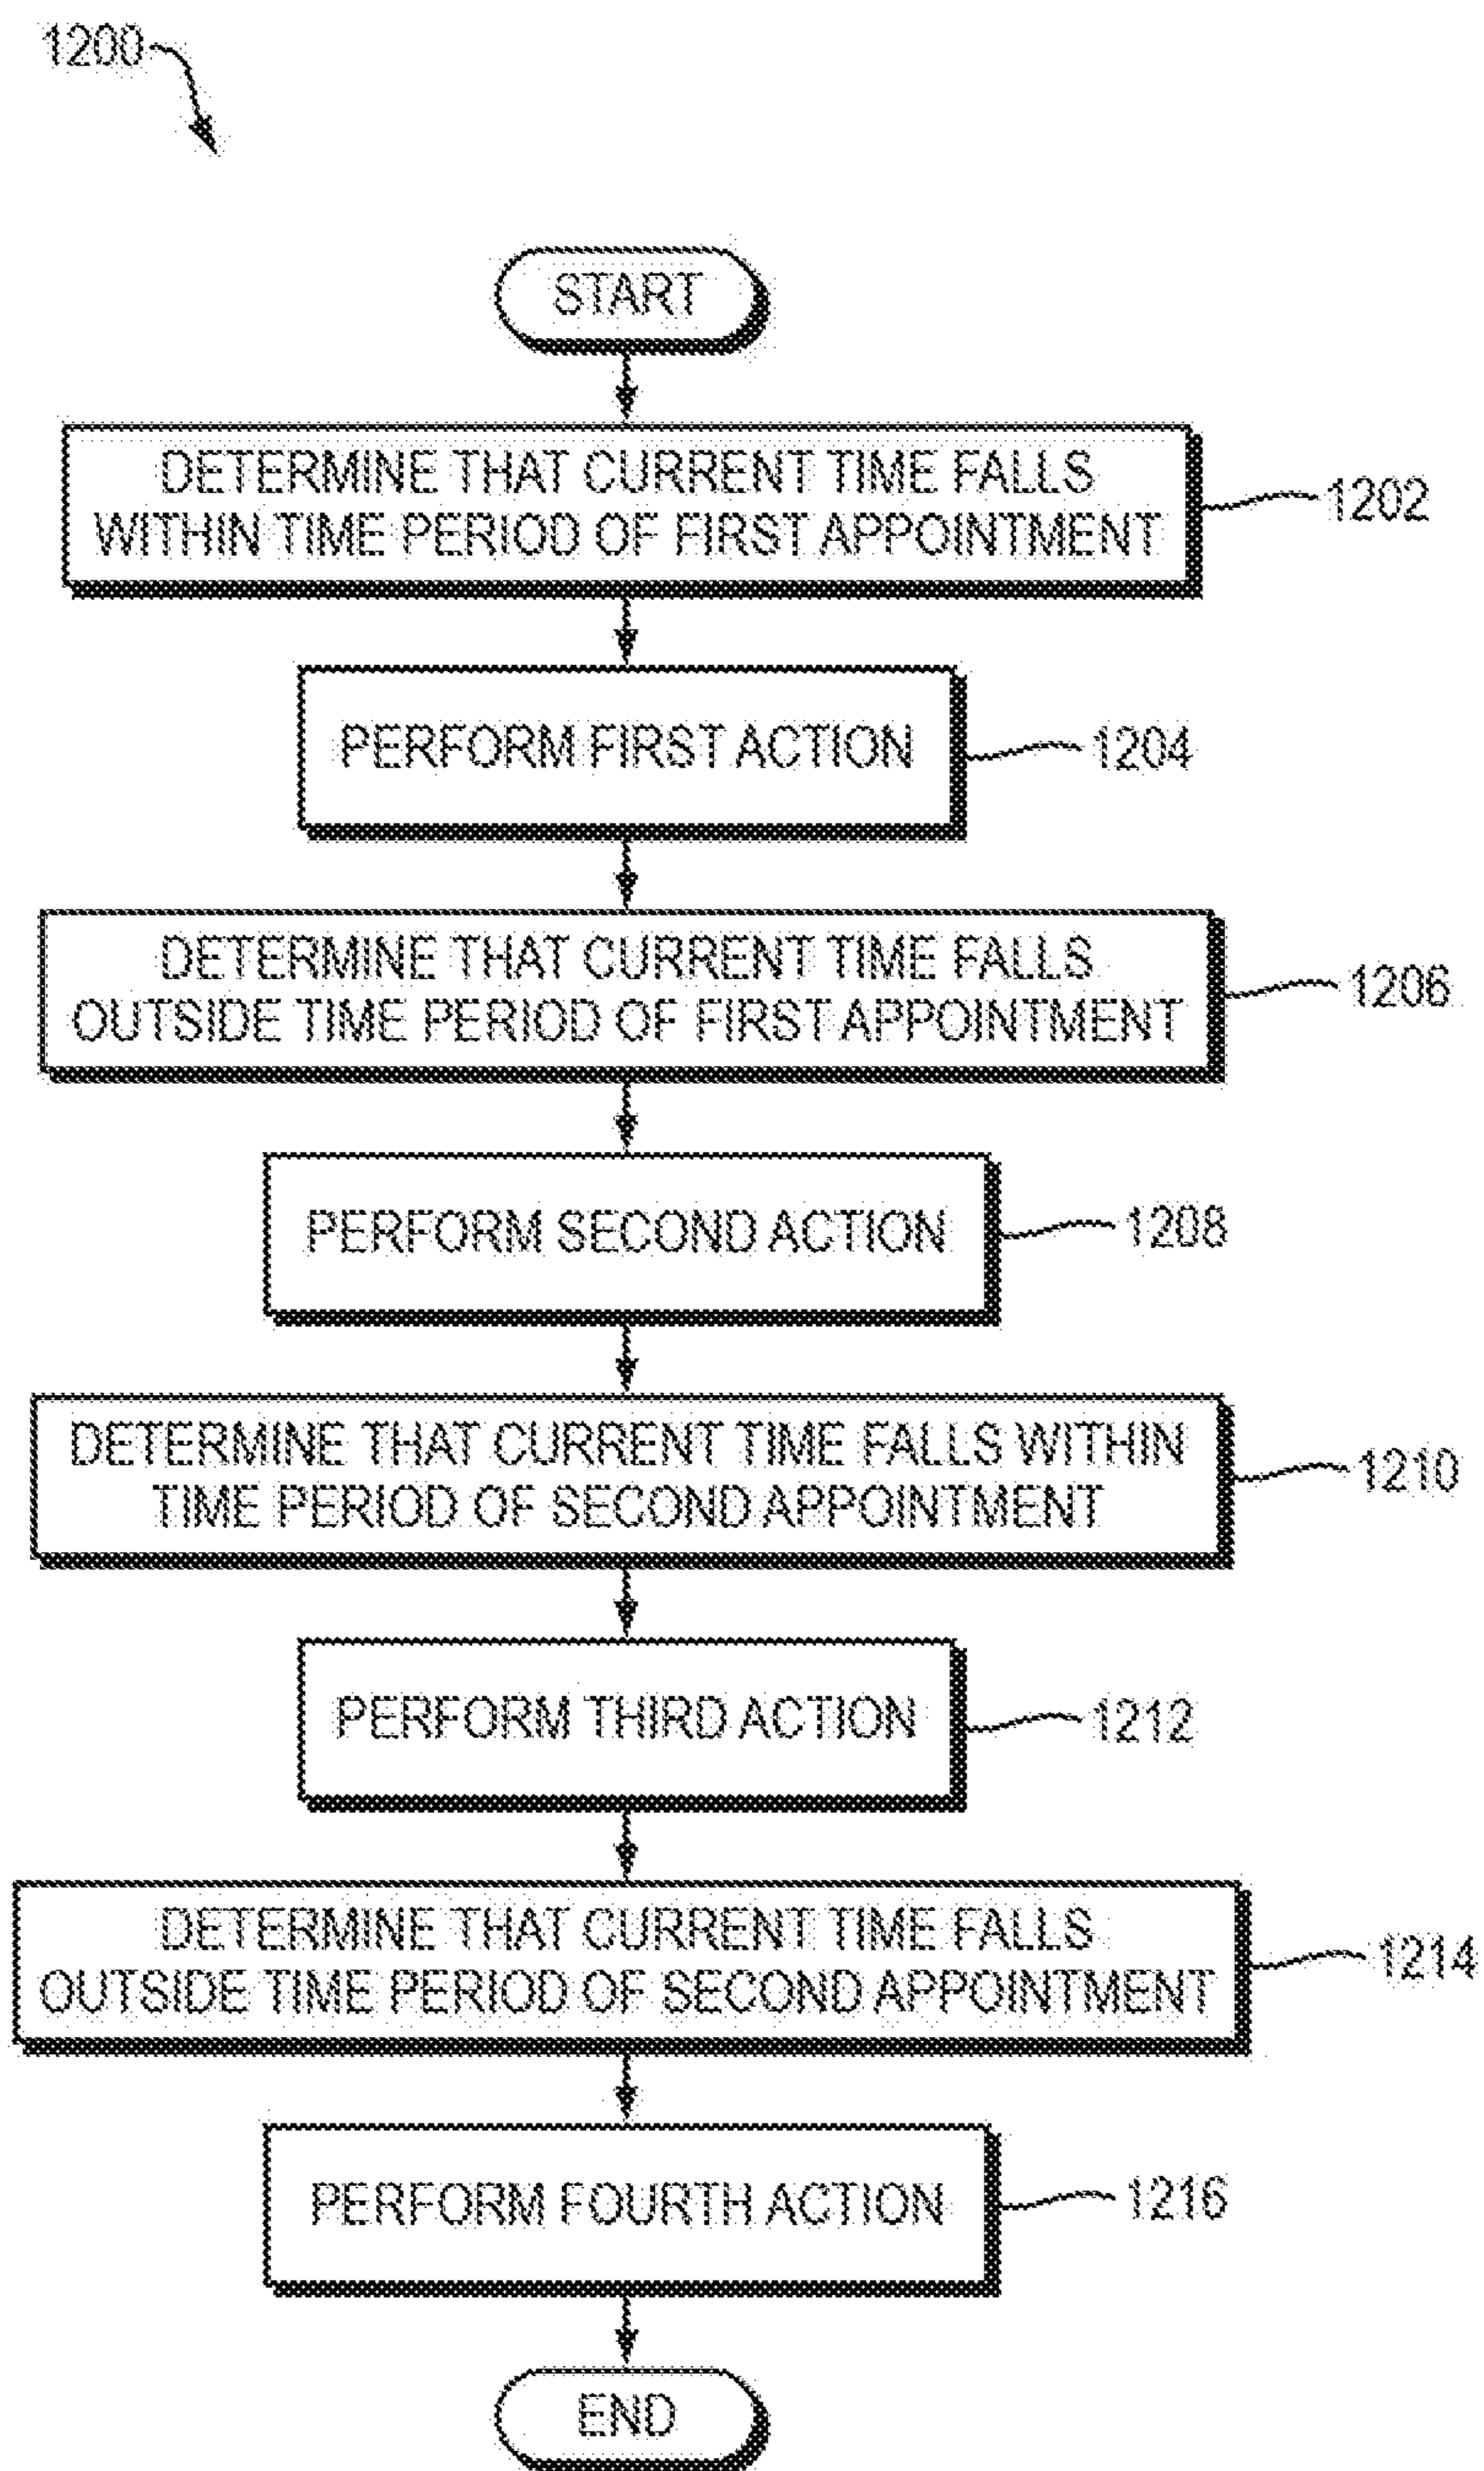 1200
START
DETERMINE THAT CURRENT TIME FALLS
WITHIN TIME PERIOD OF FIRST APPOINTMENT
1202
PERFORM FIRST ACTION
1204
DETERMINE THAT CURRENT TIME FALLS
OUTSIDE TIME PERIOD OF FIRST APPOINTMENT
1206
PERFORM SECOND ACTION
1208
DETERMINE THAT CURRENT TIME FALLS WITHIN
TIME PERIOD OF SECOND APPOINTMENT
1210
PERFORM THIRD ACTION
1212
DETERMINE THAT CURRENT TIME FALLS
OUTSIDE TIME PERIOD OF SECOND APPOINTMENT
1214
PERFORM FOURTH ACTION
1216
END